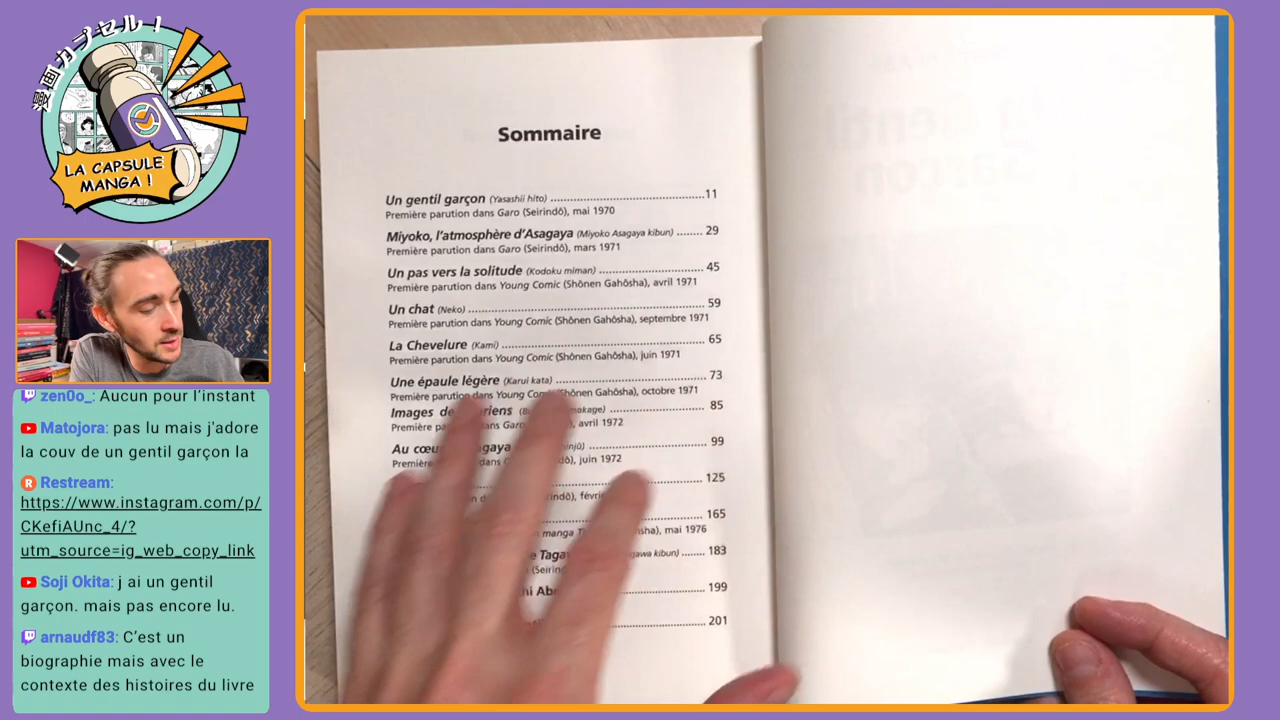 漫画カプセル!
LA CAPSULE
MANGA !
zen0o_: Aucun pour l'instant
Matojora: pas lu mais j'adore
la couv de un gentil garçon la
Restream:
https://www.instagram.com/p/
CKefiAUnc_4/?
utm_source=ig_web_copy_link
Soji Okita: j ai un gentil
garçon. mais pas encore lu.
arnaudf83: C'est un
biographie mais avec le
contexte des histoires du livre
Sommaire
Un gentil garçon (Yasashii hito) 11
Première parution dans Garo (Seirindô), mai 1970
Miyoko, l'atmosphère d'Asagaya (Miyoko Asagaya kibun) 29
Première parution dans Garo (Seirindô), mars 1971
Un pas vers la solitude (Kodoku miman) 45
Première parution dans Young Comic (Shônen Gahôsha), avril 1971
Un chat (Neko) 59
Première parution dans Young Comic (Shônen Gahôsha), septembre 1971
La Chevelure (Kami) 65
Première parution dans Young Comic (Shônen Gahôsha), juin 1971
Une épaule légère (Karui kata) 73
Première parution dans Young Comic (Shônen Gahôsha), octobre 1971
Images de 85
Première avril 1972
Au 99
Première dans juin 1972
125
165
manga mai 1976
kibun) 183
199
201